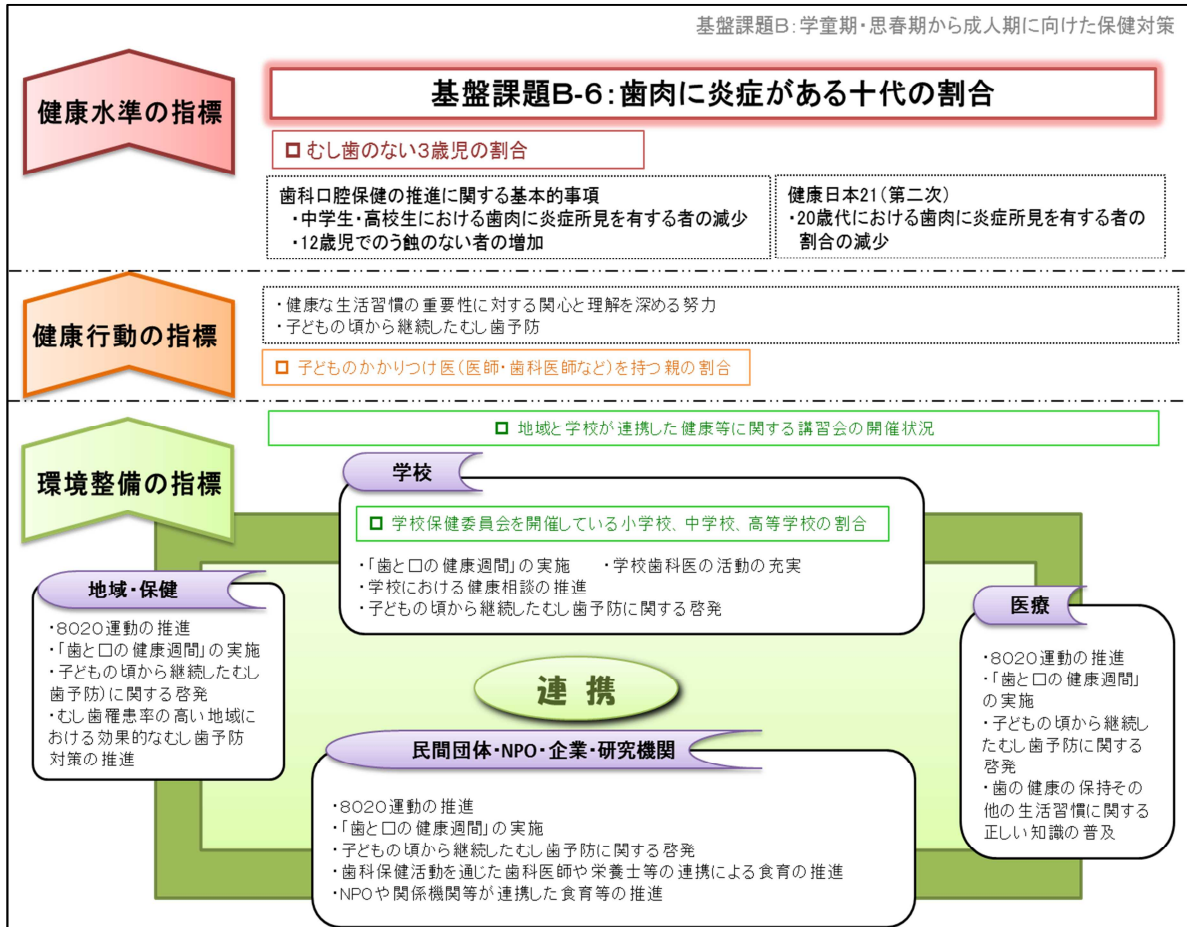 基盤課題B:学童期・思春期から成人期に向けた保健対策
健康水準の指標
基盤課題B-6:歯肉に炎症がある十代の割合
□ むし歯のない3歳児の割合
歯科口腔保健の推進に関する基本的事項
・中学生・高校生における歯肉に炎症所見を有する者の減少
・12歳児でのう蝕のない者の増加
健康日本21(第二次)
・20歳代における歯肉に炎症所見を有する者の
割合の減少
健康行動の指標
・健康な生活習慣の重要性に対する関心と理解を深める努力
・子どもの頃から継続したむし歯予防
□ 子どものかかりつけ医(医師・歯科医師など)を持つ親の割合
環境整備の指標
□ 地域と学校が連携した健康等に関する講習会の開催状況
学校
□ 学校保健委員会を開催している小学校、中学校、高等学校の割合
・「歯と口の健康週間」の実施　・学校歯科医の活動の充実
・学校における健康相談の推進
・子どもの頃から継続したむし歯予防に関する啓発
地域・保健
・8020運動の推進
・「歯と口の健康週間」の実施
・子どもの頃から継続したむし
歯予防)に関する啓発
・むし歯罹患率の高い地域に
おける効果的なむし歯予防
対策の推進
医療
・8020運動の推進
・「歯と口の健康週間」
の実施
・子どもの頃から継続し
たむし歯予防に関する
啓発
・歯の健康の保持その
他の生活習慣に関する
正しい知識の普及
連携
民間団体・NPO・企業・研究機関
・8020運動の推進
・「歯と口の健康週間」の実施
・子どもの頃から継続したむし歯予防に関する啓発
・歯科保健活動を通じた歯科医師や栄養士等の連携による食育の推進
・NPOや関係機関等が連携した食育等の推進